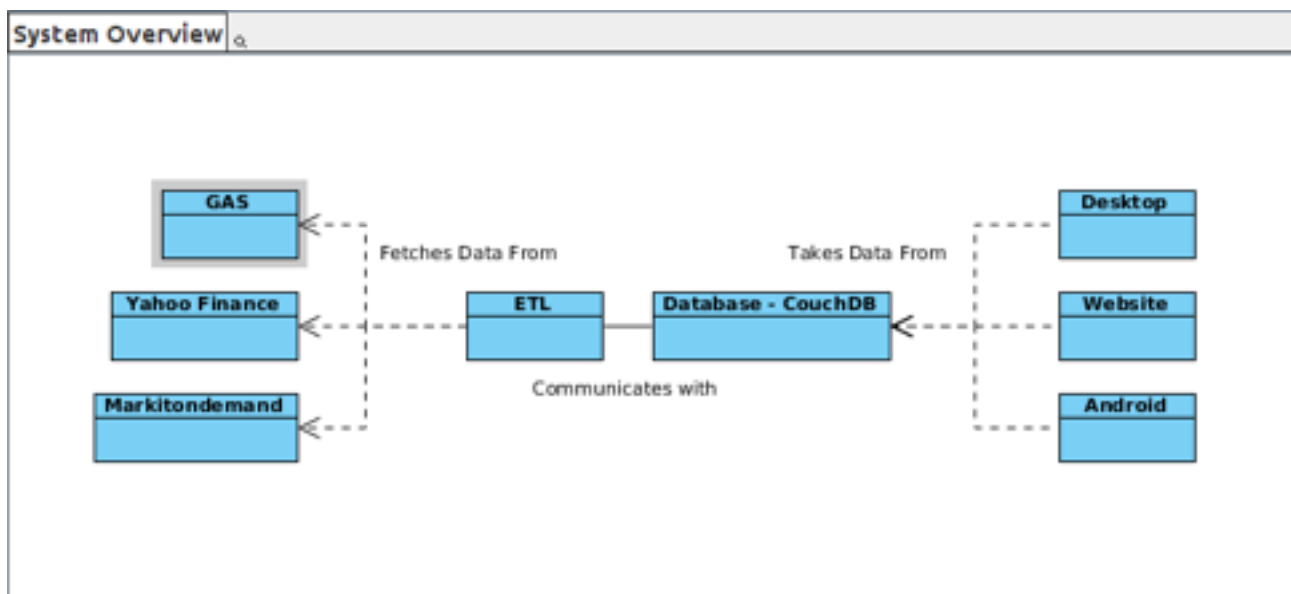 System Overview
GAS
Desktop
Fetches Data From
Takes Data From
Yahoo Finance
ETL
Database - CouchDB
Website
Communicates with
Markitondemand
Android